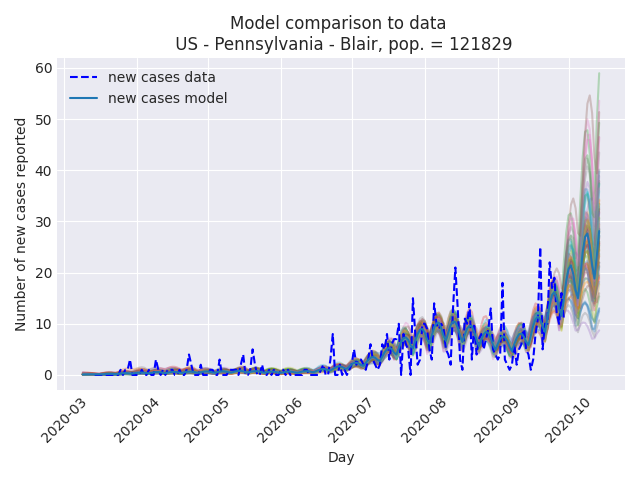 Model comparison to data
US - Pennsylvania - Blair, pop. = 121829
new cases data
new cases model
Number of new cases reported
60
50
40
30
20
10
0
2020-03
2020-04
2020-05
2020-06
2020-07
2020-08
2020-09
2020-10
Day